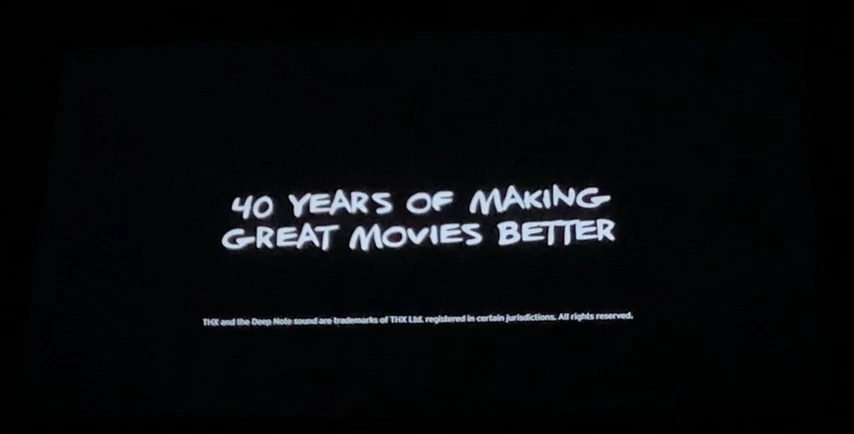 40 YEARS OF MAKING
GREAT MOVIES BETTER
THX and the Deep Note sound are trademarks of THX Ltd. registered in certain jurisdictions. All rights reserved.